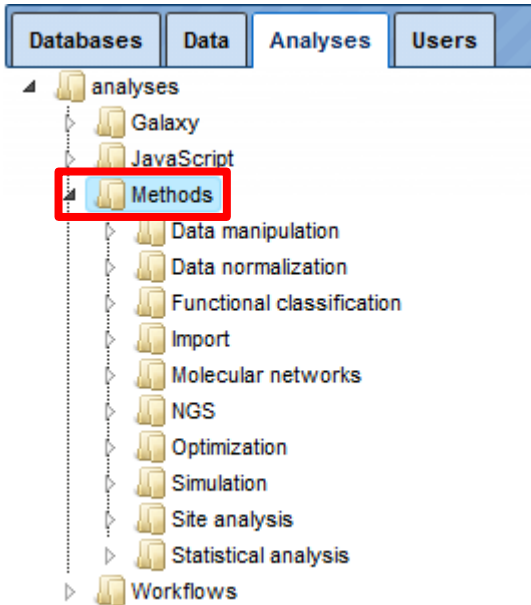 Databases Data Analyses Users
analyses
Galaxy
JavaScript
Methods
Data manipulation
Data normalization
Functional classification
Import
Molecular networks
NGS
Optimization
Simulation
Site analysis
Statistical analysis
Workflows